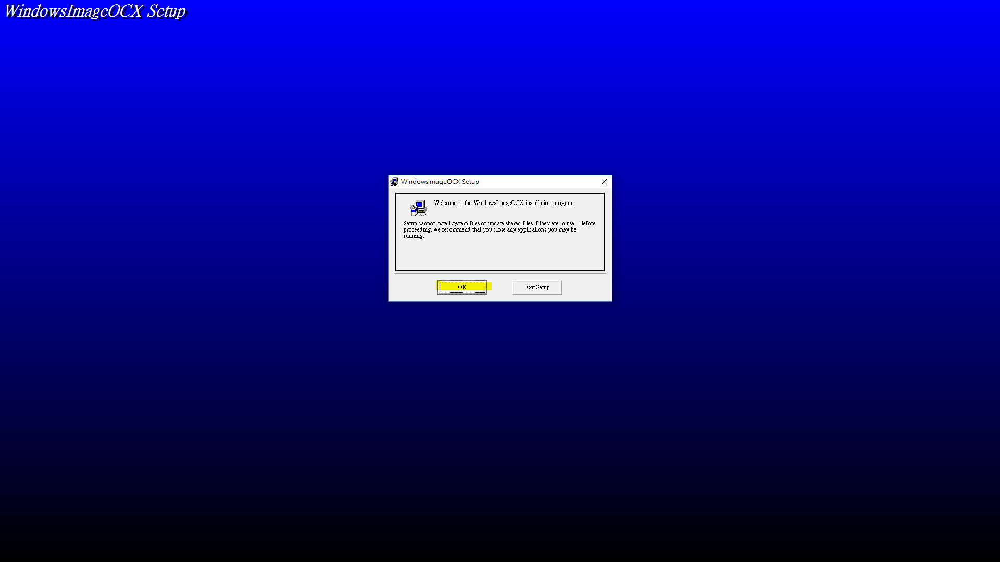 WindowsImageOCX Setup
WindowsImageOCX Setup
Welcome to the WindowsImageOCX installation program.
Setup cannot install system files or update shared files if they are in use. Before
proceeding, we recommend that you close any applications you may be
running.
OK
Exit Setup